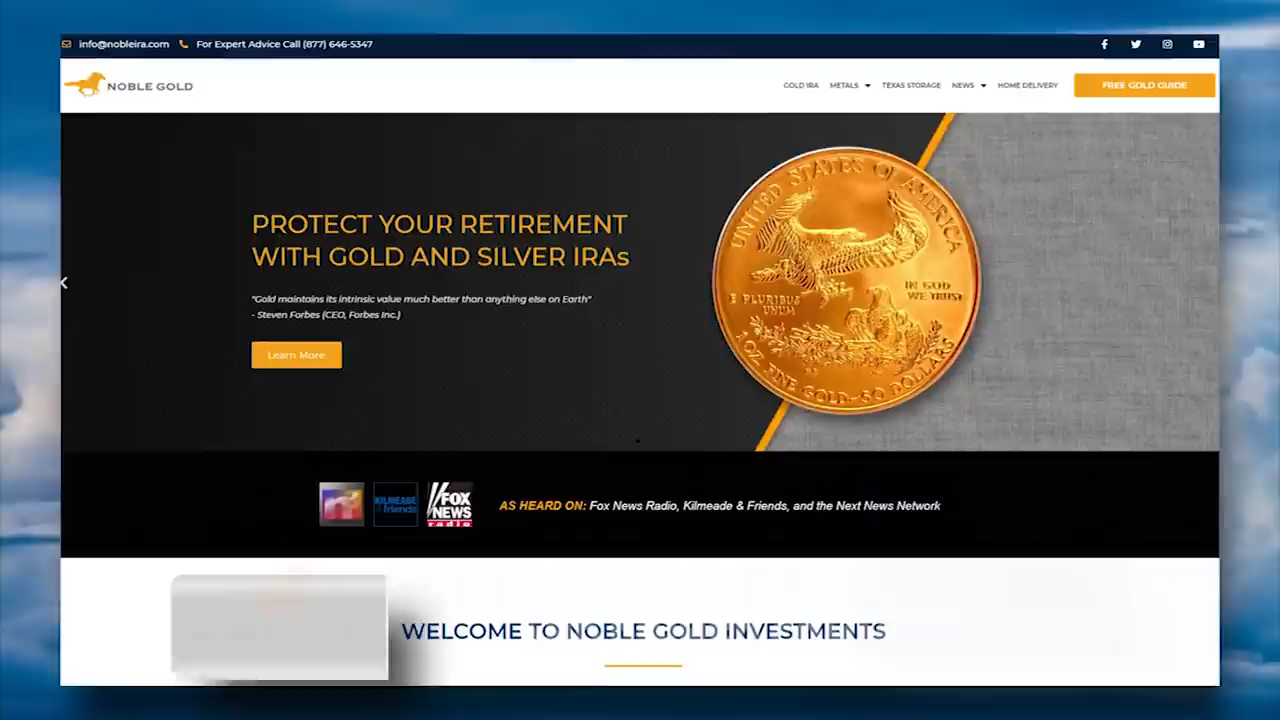 info@nobleira.com For Expert Advice Call (877) 646-5347
NOBLE GOLD
GOLD IRA METALS TEXAS STORAGE NEWS HOME DELIVERY FREE GOLD GUIDE
PROTECT YOUR RETIREMENT
WITH GOLD AND SILVER IRAs
"Gold maintains its intrinsic value much better than anything else on Earth"
- Steven Forbes (CEO, Forbes Inc.)
Learn More
UNITED STATES OF AMERICA
IN GOD
WE TRUST
E PLURIBUS
UNUM
1 OZ. FINE GOLD-50 DOLLARS
KILMEADE
& friends
FOX
NEWS
radio
AS HEARD ON: Fox News Radio, Kilmeade & Friends, and the Next News Network
WELCOME TO NOBLE GOLD INVESTMENTS